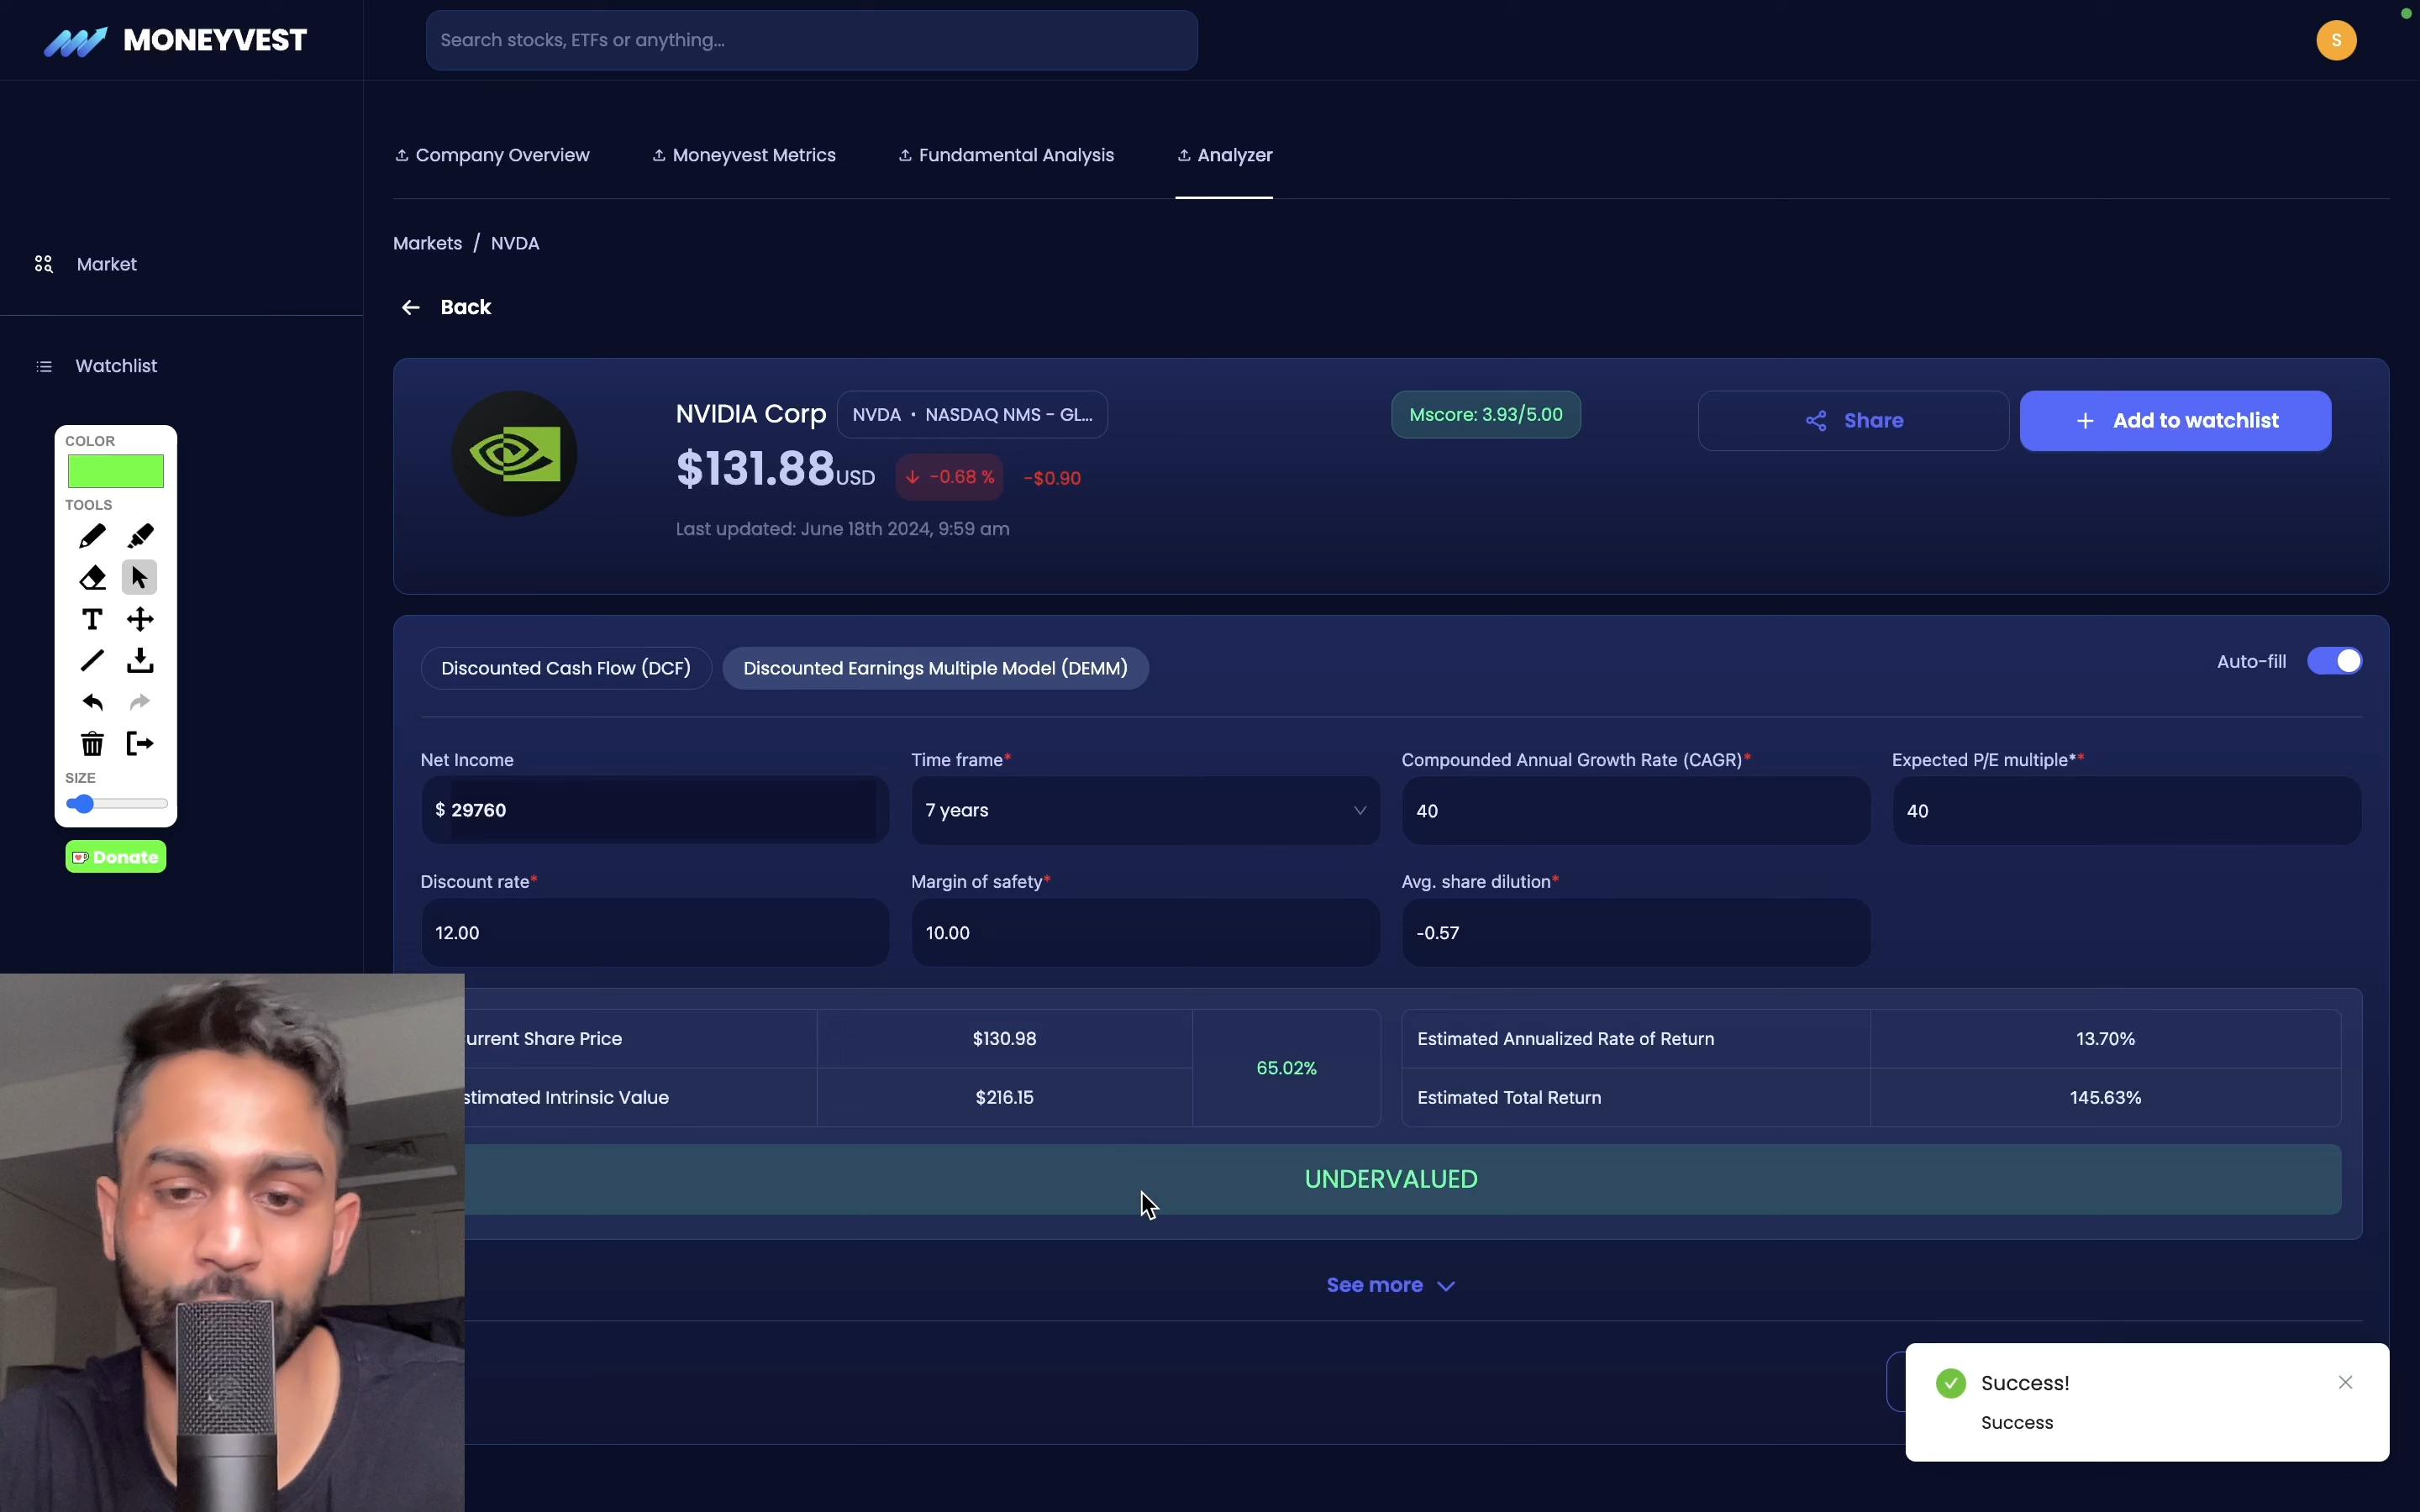 MONEYVEST
Search stocks, ETFs or anything...
S
Company Overview
Moneyvest Metrics
Fundamental Analysis
Analyzer
Markets / NVDA
Market
Back
Watchlist
NVIDIA Corp
NVDA • NASDAQ NMS - GL...
Mscore: 3.93/5.00
Share
+ Add to watchlist
$131.88USD
-0.68 %
-$0.90
Last updated: June 18th 2024, 9:59 am
COLOR
TOOLS
T
SIZE
Donate
Discounted Cash Flow (DCF)
Discounted Earnings Multiple Model (DEMM)
Auto-fill
Net Income
Time frame*
Compounded Annual Growth Rate (CAGR)*
Expected P/E multiple**
$ 29760
7 years
40
40
Discount rate*
Margin of safety*
Avg. share dilution*
12.00
10.00
-0.57
urrent Share Price
$130.98
65.02%
Estimated Annualized Rate of Return
13.70%
stimated Intrinsic Value
$216.15
Estimated Total Return
145.63%
UNDERVALUED
See more
Success!
Success